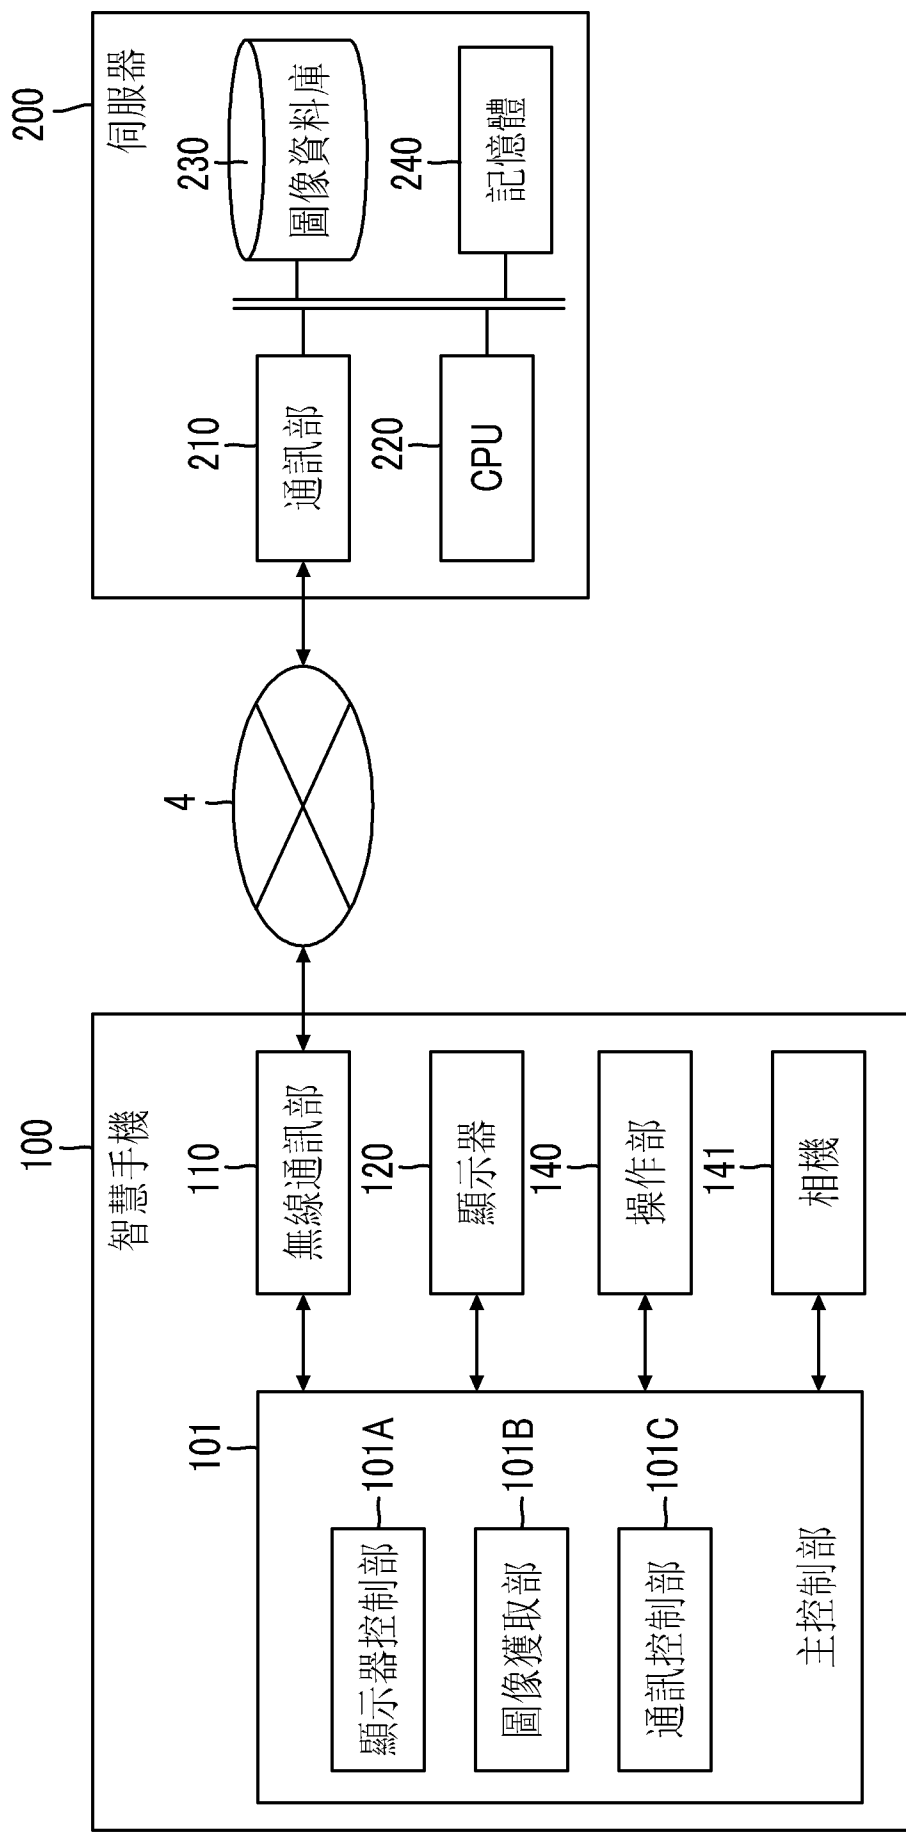 100
智慧手機
101
顯示器控制部
101A
圖像獲取部
101B
通訊控制部
101C
主控制部
110
無線通訊部
120
顯示器
140
操作部
141
相機
4
200
伺服器
210
通訊部
220
CPU
230
圖像資料庫
240
記憶體